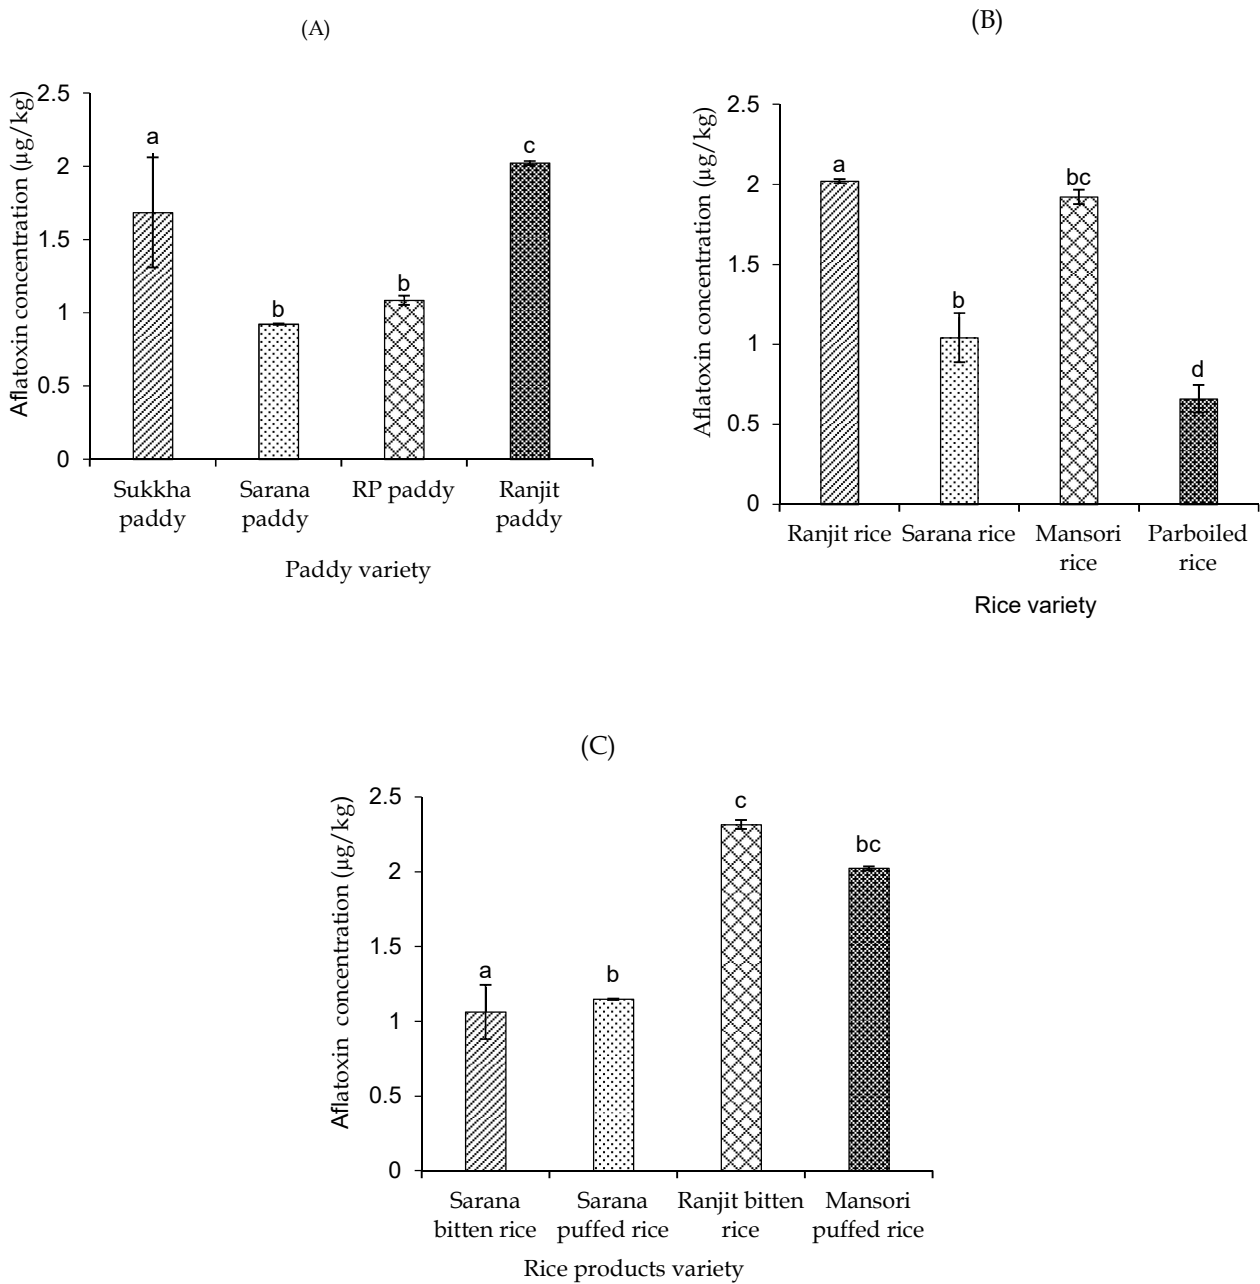 (A)
Aflatoxin concentration (µg/kg)
2.5
2
1.5
1
0.5
0
a
b
b
c
Sukkha
paddy
Sarana
paddy
RP paddy
Ranjit
paddy
Paddy variety
(B)
Aflatoxin concentration (µg/kg)
2.5
2
1.5
1
0.5
0
a
b
bc
d
Ranjit rice
Sarana rice
Mansori
rice
Parboiled
rice
Rice variety
(C)
Aflatoxin concentration (µg/kg)
2.5
2
1.5
1
0.5
0
a
b
c
bc
Sarana
bitten rice
Sarana
puffed rice
Ranjit bitten
rice
Mansori
puffed rice
Rice products variety